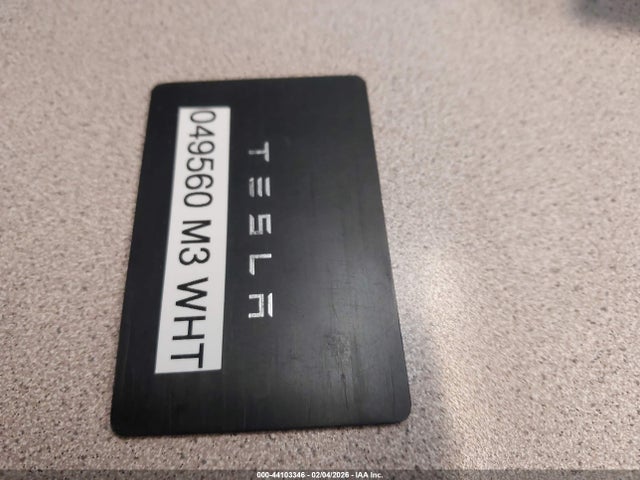 049560 M3 WHT
TESLA
000-44103346 - 02/04/2026 - IAA Inc.